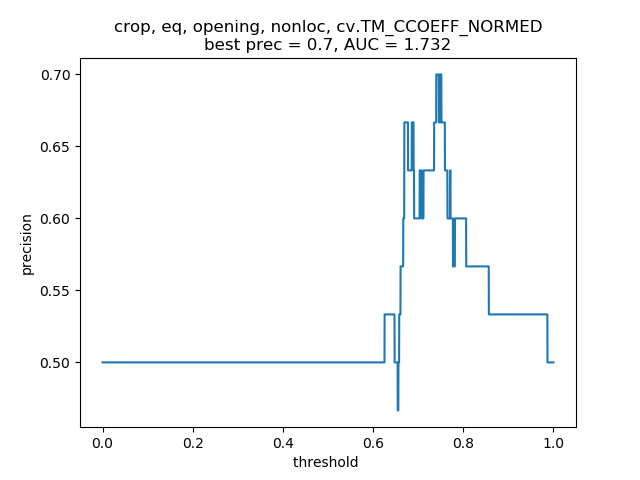 crop, eq, opening, nonloc, cv.TM_CCOEFF_NORMED
best prec = 0.7, AUC = 1.732
precision
0.70
0.65
0.60
0.55
0.50
0.0 0.2 0.4 0.6 0.8 1.0
threshold